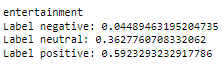 entertainment
Label negative: 0.04489463195204735
Label neutral: 0.3627760708332062
Label positive: 0.5923293232917786